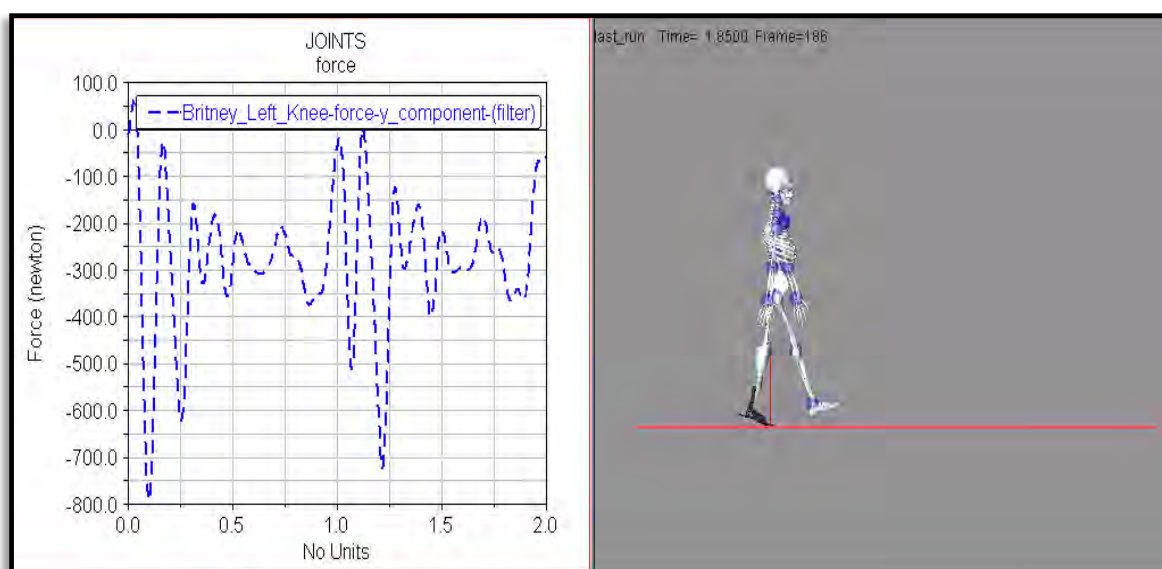 JOINTS
force
Britney_Left_Knee-force-y_component-(filter)
100.0
0.0
-100.0
-200.0
-300.0
-400.0
-500.0
-600.0
-700.0
-800.0
Force (newton)
0.0 0.5 1.0 1.5 2.0
No Units
last_run Time= 1.8500 Frame=186